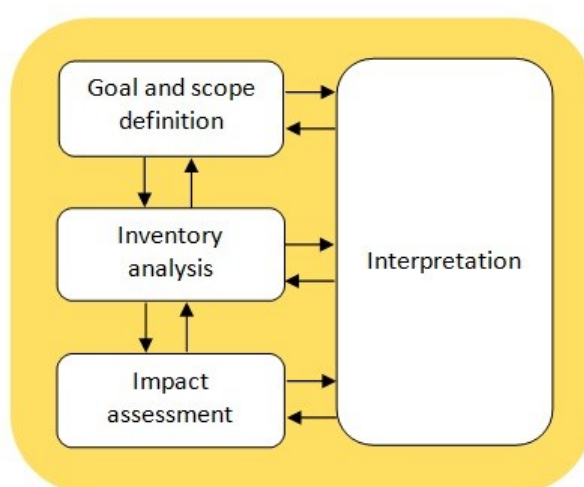 Goal and scope
definition
Inventory
analysis
Interpretation
Impact
assessment